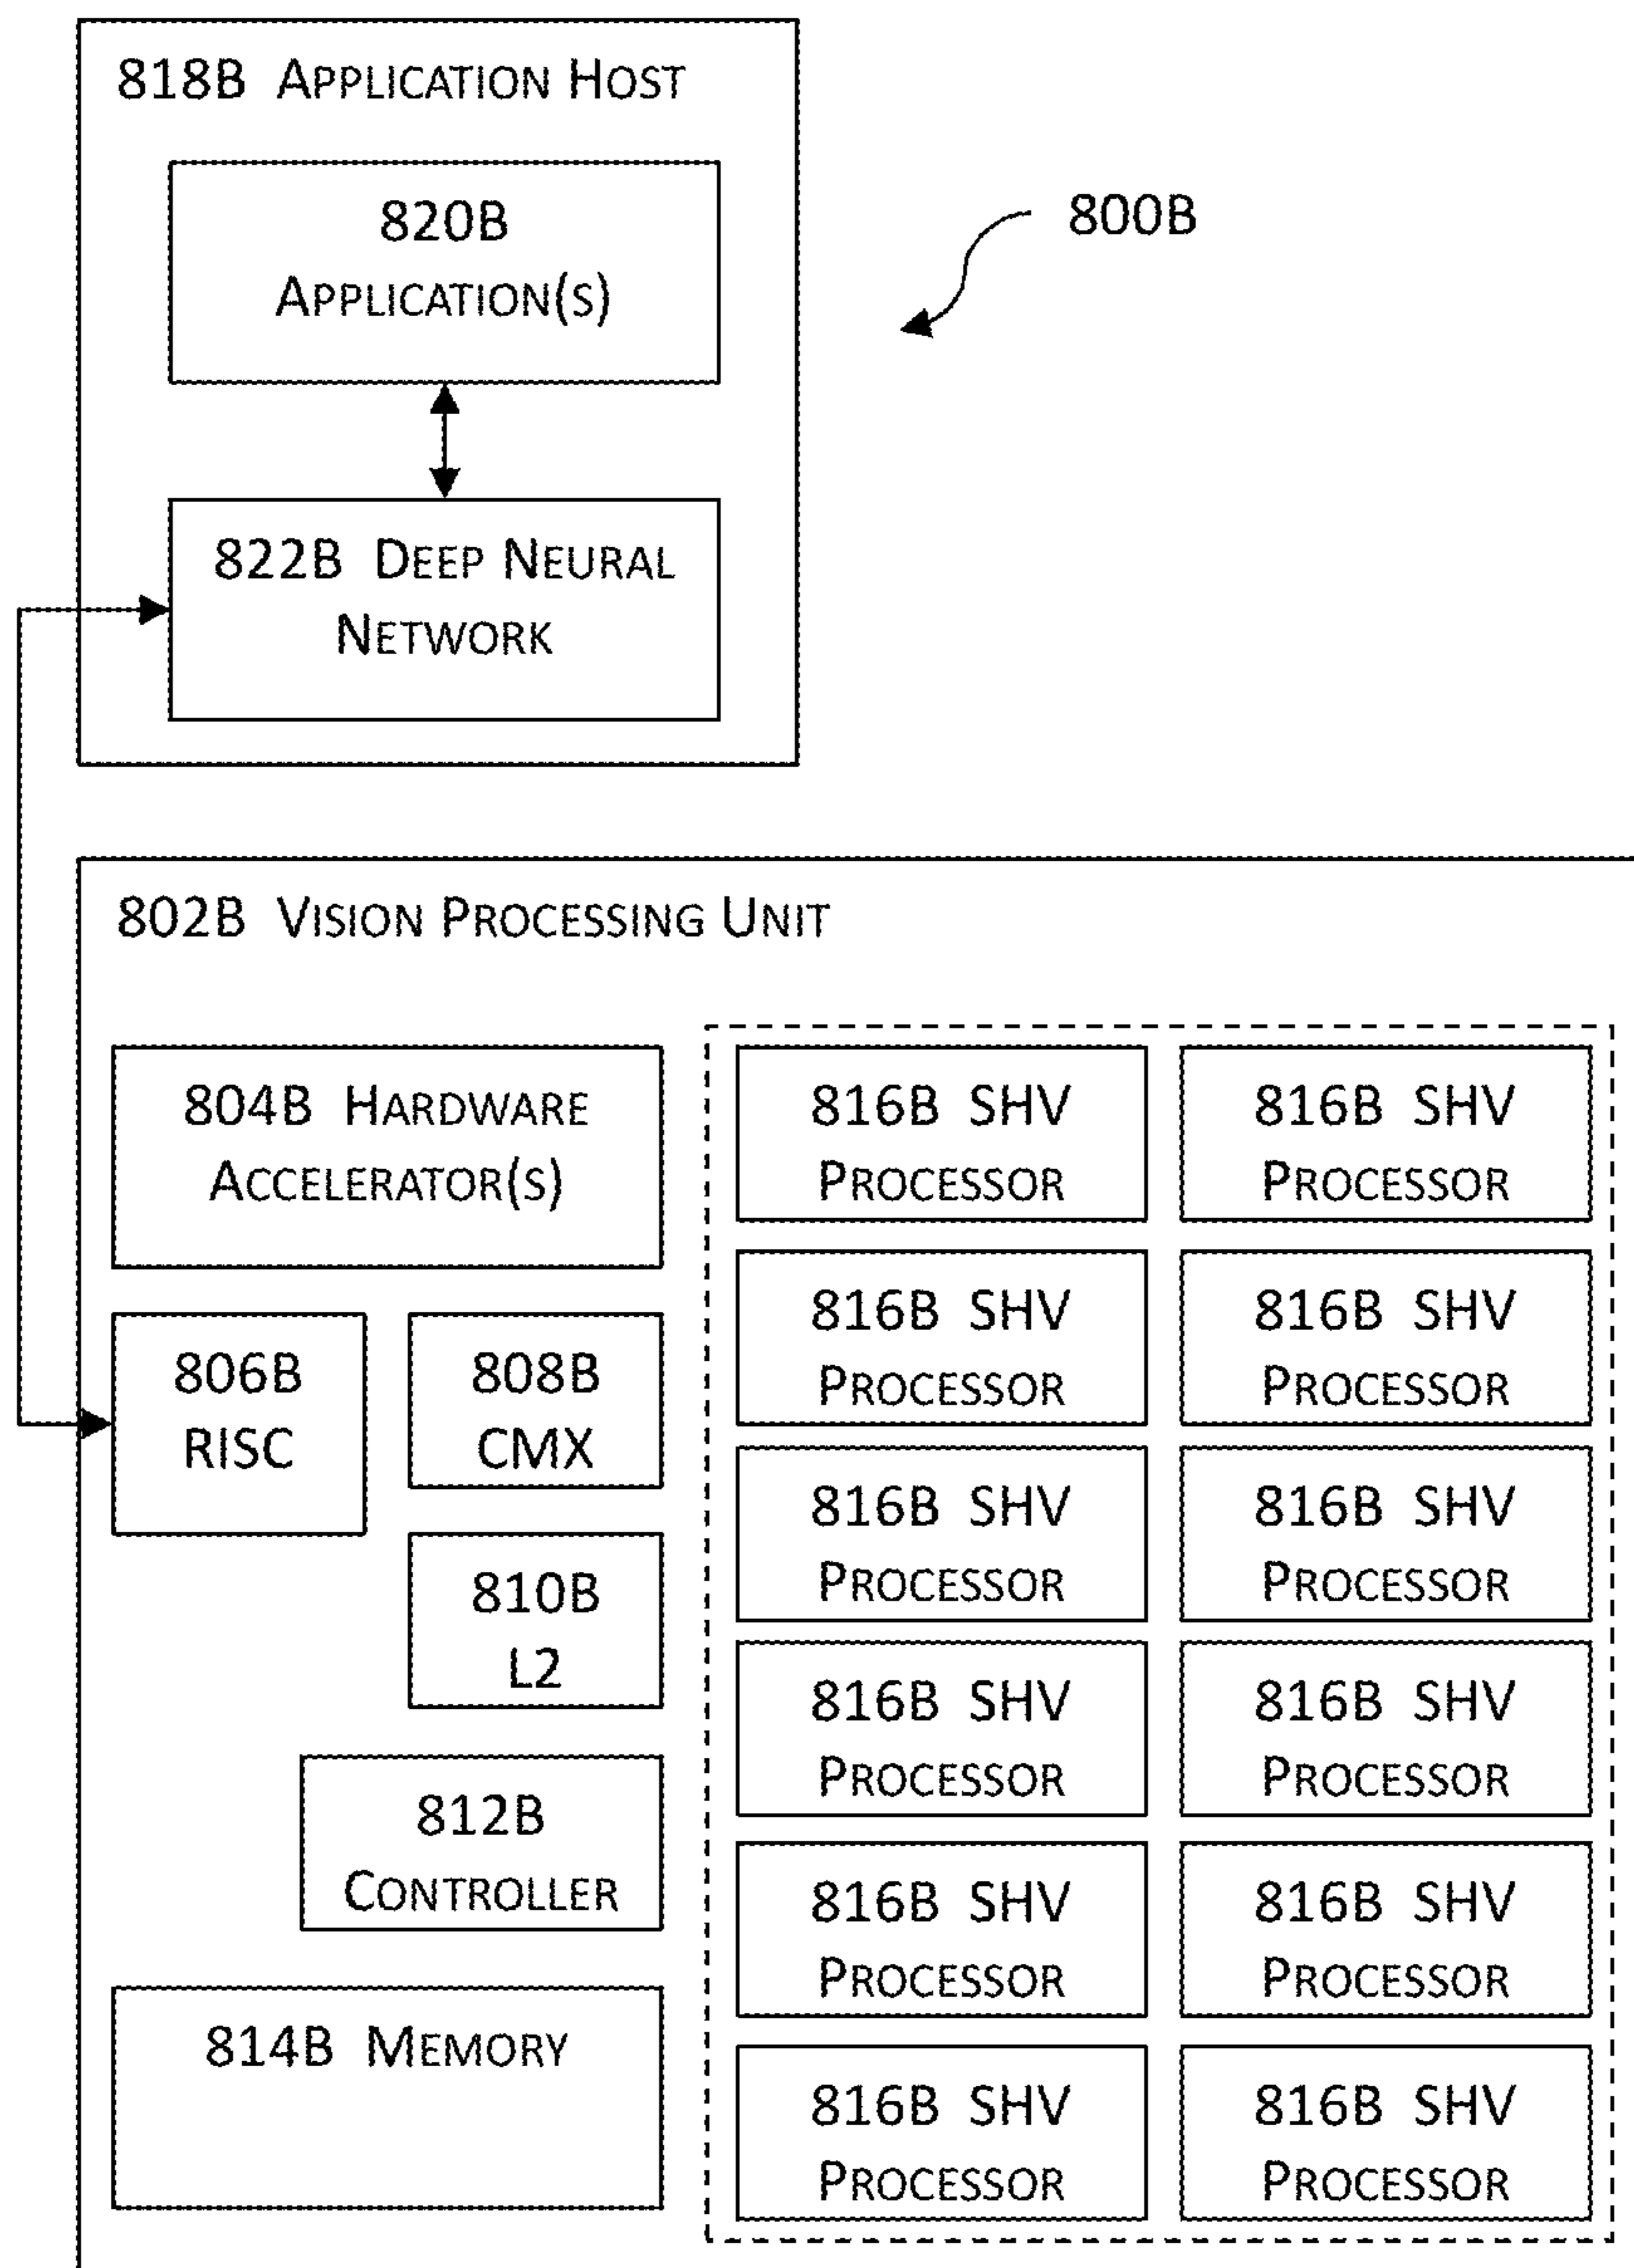 818B APPLICATION HOST
820B
APPLICATION(S)
800B
822B DEEP NEURAL
NETWORK
802B VISION PROCESSING UNIT
804B HARDWARE
ACCELERATOR(S)
806B
RISC
808B
CMX
810B
L2
812B
CONTROLLER
814B MEMORY
816B SHV
PROCESSOR
816B SHV
PROCESSOR
816B SHV
PROCESSOR
816B SHV
PROCESSOR
816B SHV
PROCESSOR
816B SHV
PROCESSOR
816B SHV
PROCESSOR
816B SHV
PROCESSOR
816B SHV
PROCESSOR
816B SHV
PROCESSOR
816B SHV
PROCESSOR
816B SHV
PROCESSOR